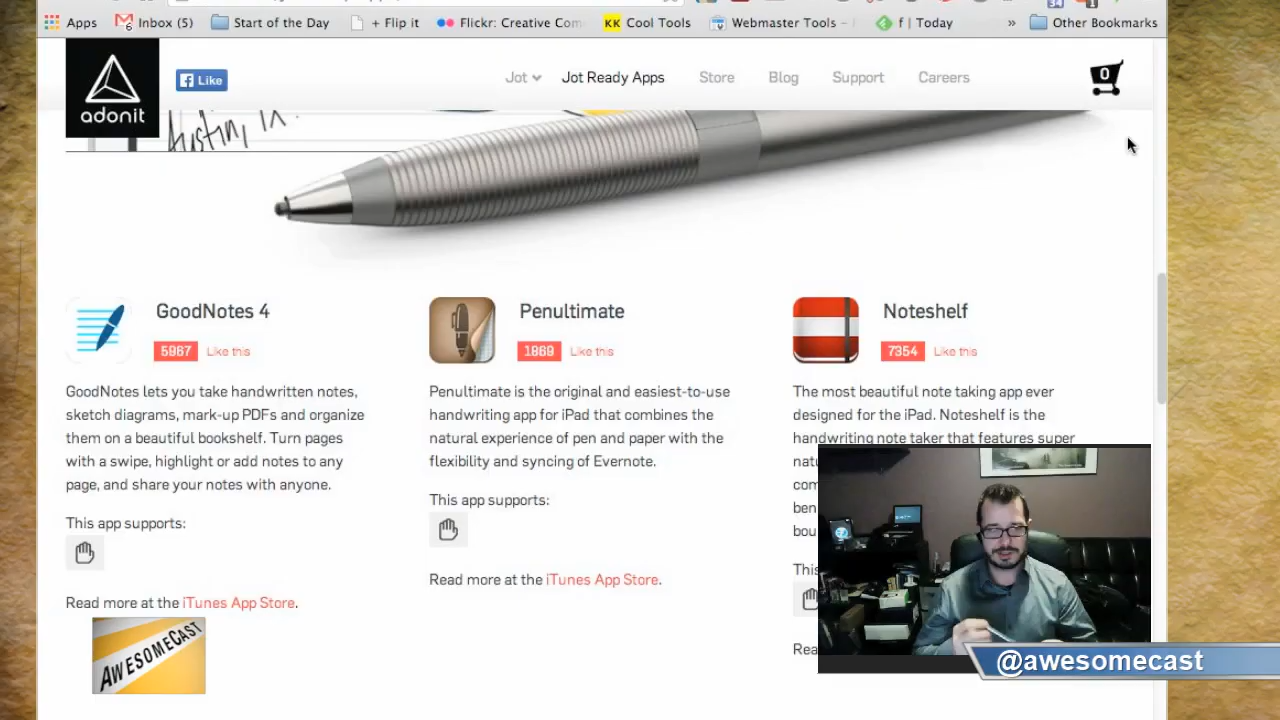 Apps Inbox (5) Start of the Day + Flip it Flickr: Creative Com KK Cool Tools Webmaster Tools - f | Today » Other Bookmarks
adonit
Like
Jot Jot Ready Apps Store Blog Support Careers
0
Austin, TX.
GoodNotes 4
5967 Like this
GoodNotes lets you take handwritten notes,
sketch diagrams, mark-up PDFs and organize
them on a beautiful bookshelf. Turn pages
with a swipe, highlight or add notes to any
page, and share your notes with anyone.
This app supports:
Read more at the iTunes App Store.
Penultimate
1869 Like this
Penultimate is the original and easiest-to-use
handwriting app for iPad that combines the
natural experience of pen and paper with the
flexibility and syncing of Evernote.
This app supports:
Read more at the iTunes App Store.
Noteshelf
7354 Like this
The most beautiful note taking app ever
designed for the iPad. Noteshelf is the
handwriting note taker that features super
AWESOMECAST
@awesomecast